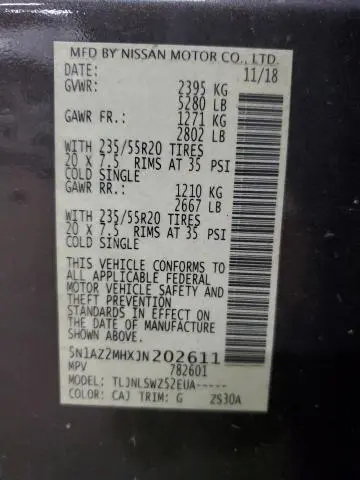 MFD BY NISSAN MOTOR CO., LTD.
DATE: 11/18
GVWR: 2395 KG
5280 LB
GAWR FR.: 1271 KG
2802 LB
WITH 235/55R20 TIRES
20 X 7.5 RIMS AT 35 PSI
COLD SINGLE
GAWR RR.: 1210 KG
2667 LB
WITH 235/55R20 TIRES
20 X 7.5 RIMS AT 35 PSI
COLD SINGLE
THIS VEHICLE CONFORMS TO
ALL APPLICABLE FEDERAL
MOTOR VEHICLE SAFETY AND
THEFT PREVENTION
STANDARDS IN EFFECT ON
THE DATE OF MANUFACTURE
SHOWN ABOVE.
5N1AZ2MHXJN202611
MPV 782601
MODEL: TLJNLSWZ52EUA-----
COLOR: CAJ TRIM: G ZS30A